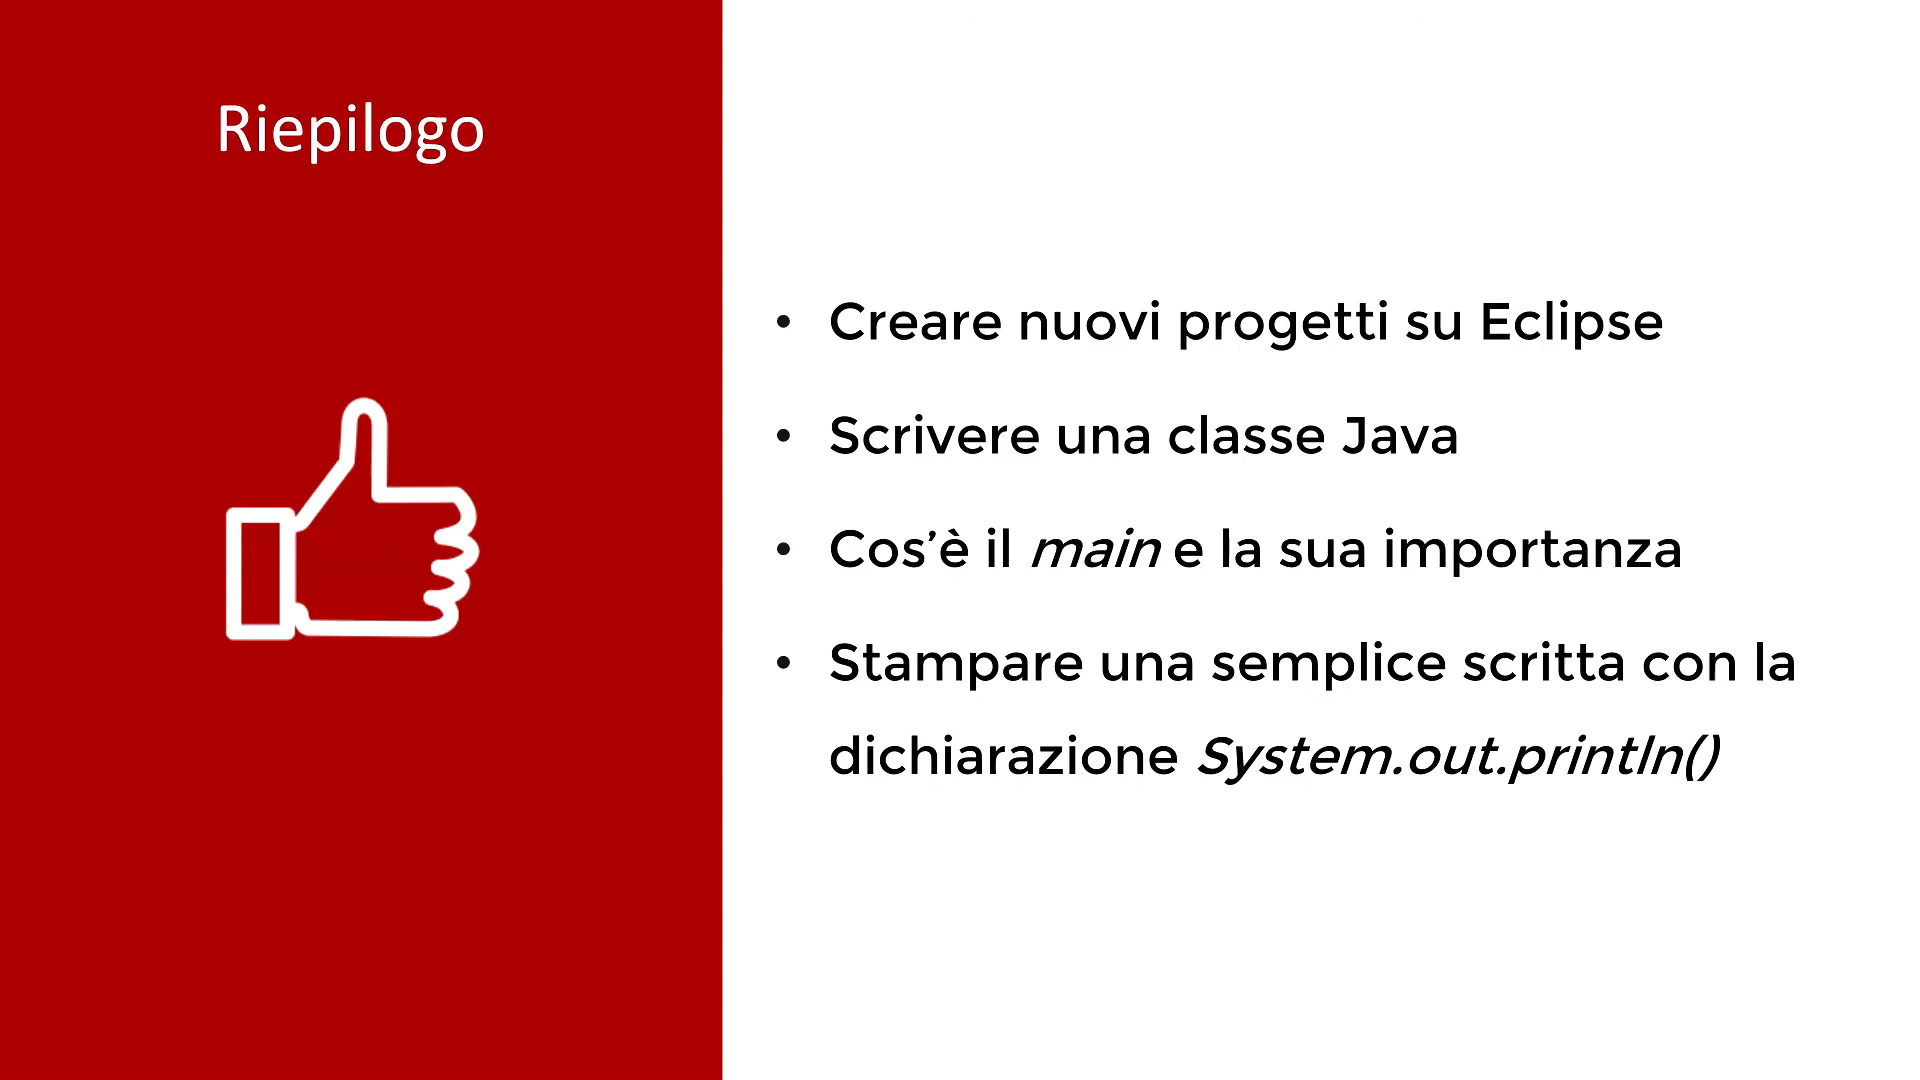 Riepilogo
• Creare nuovi progetti su Eclipse
• Scrivere una classe Java
• Cos’è il main e la sua importanza
• Stampare una semplice scritta con la
dichiarazione System.out.println()